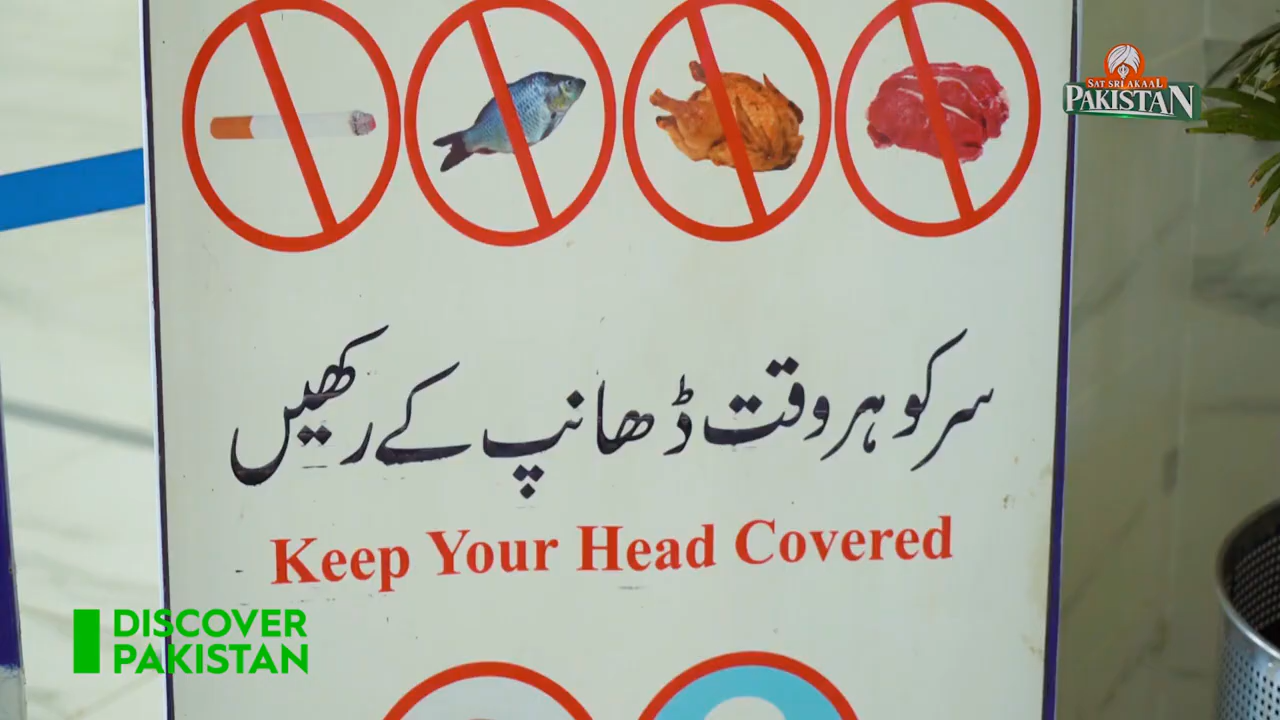 SAT SRI AKAAL
PAKISTAN
سر کو ہر وقت ڈھانپ کے رکھیں
Keep Your Head Covered
DISCOVER
PAKISTAN